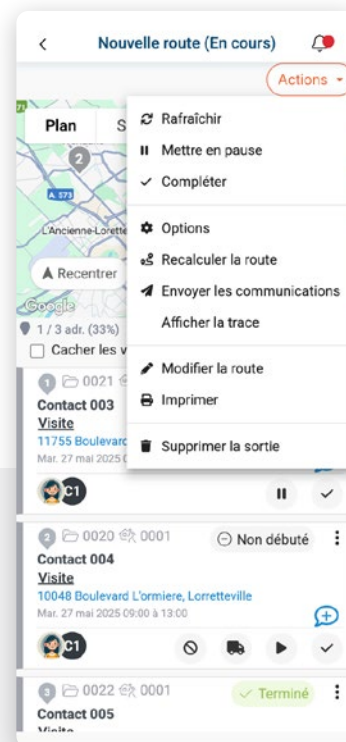 Nouvelle route (En cours)
Actions
Plan
S
Rafraîchir
Mettre en pause
Compléter
Options
Recalculer la route
Envoyer les communications
Afficher la trace
Modifier la route
Imprimer
Supprimer la sortie
2
A. 573
L'Ancienne-Lorette
Recentrer
Google
1 / 3 adr. (33%)
Cacher les v
1 0021
Contact 003
Visite
11755 Boulevard
Mar. 27 mai 2025 0
C1
2 0020 0001 Non débuté
Contact 004
Visite
10048 Boulevard L'ormiere, Lorretteville
Mar. 27 mai 2025 09:00 à 13:00
C1
3 0022 0001 Terminé
Contact 005
Visite